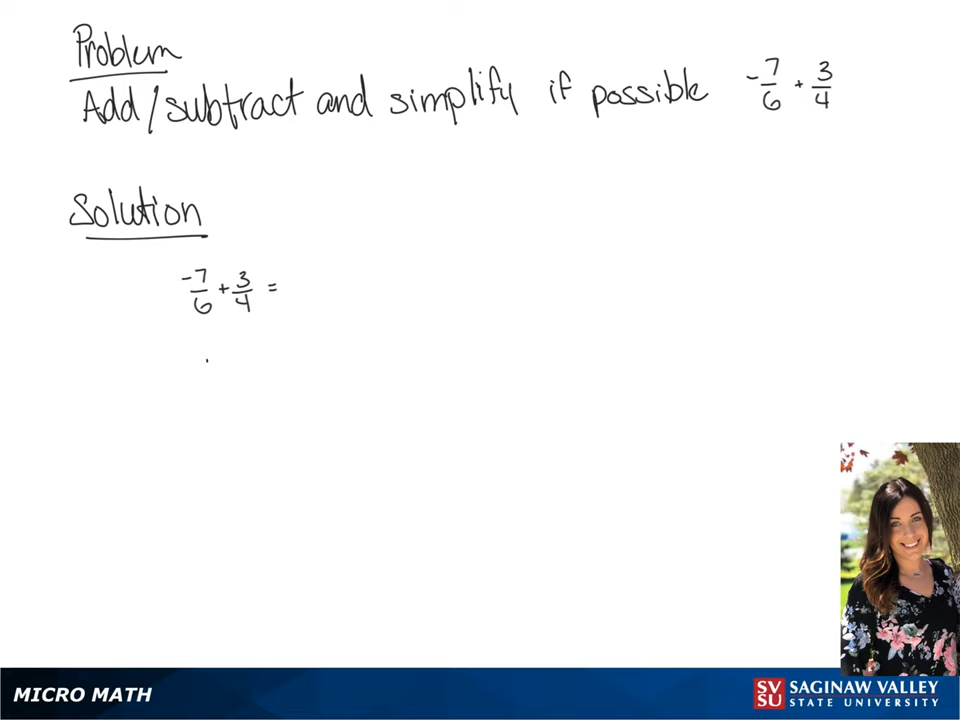 Problem
Add/subtract and simplify if possible -7/6 + 3/4
Solution
-7/6 + 3/4 =
MICRO MATH
SVSU SAGINAW VALLEY
STATE UNIVERSITY